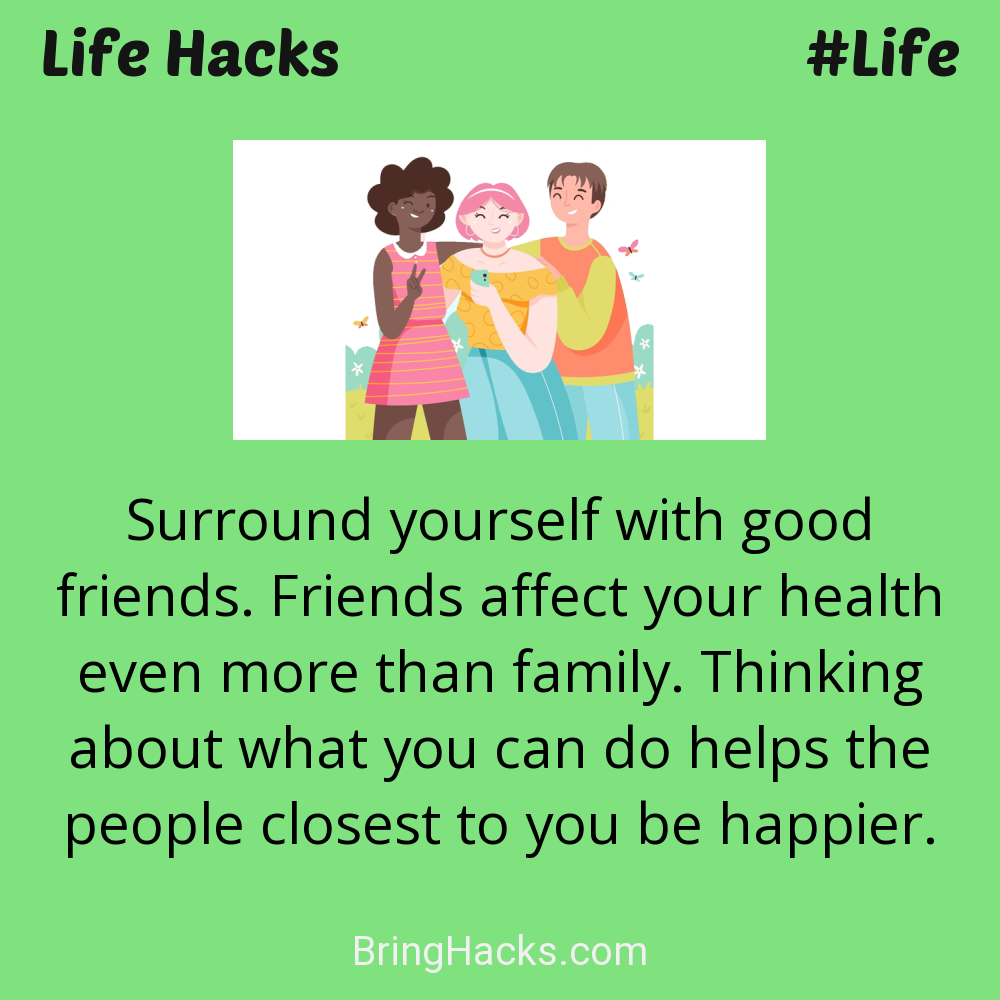 Life Hacks
#Life
Surround yourself with good
friends. Friends affect your health
even more than family. Thinking
about what you can do helps the
people closest to you be happier.
BringHacks.com